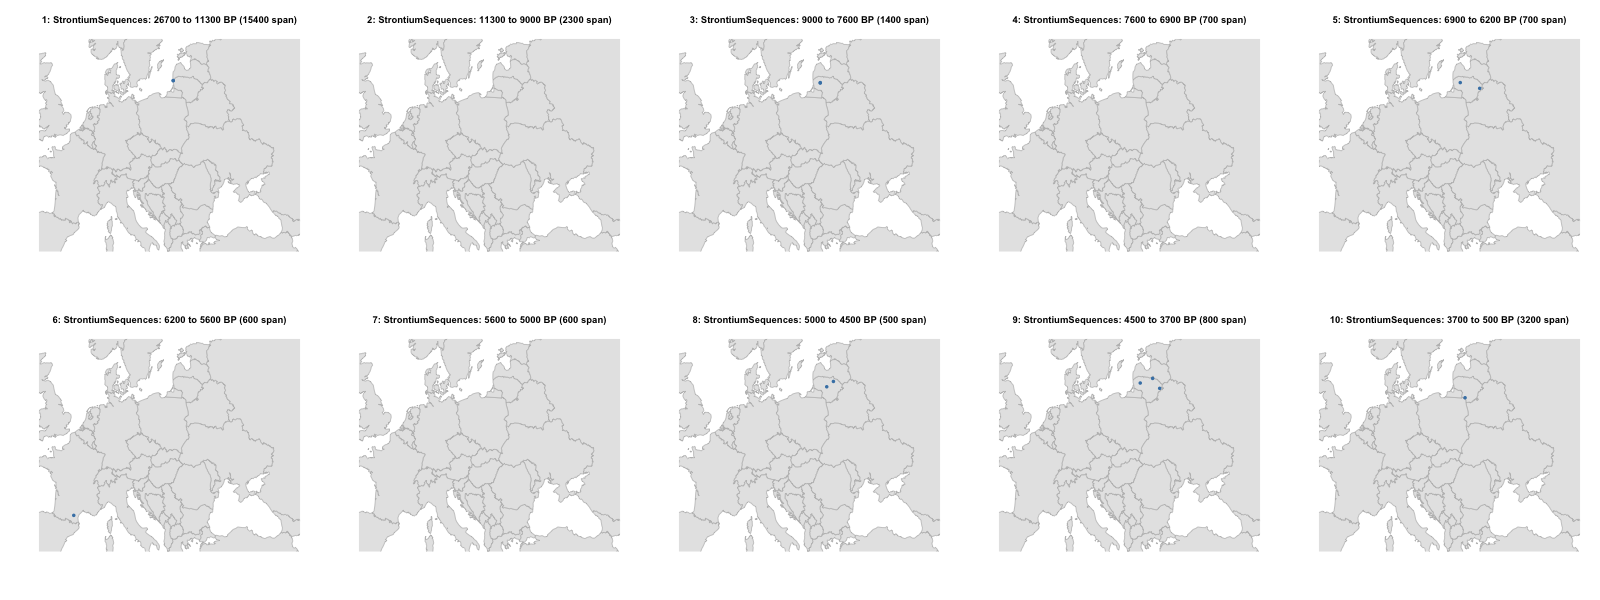 1: StrontiumSequences: 26700 to 11300 BP (15400 span)
2: StrontiumSequences: 11300 to 9000 BP (2300 span)
3: StrontiumSequences: 9000 to 7600 BP (1400 span)
4: StrontiumSequences: 7600 to 6900 BP (700 span)
5: StrontiumSequences: 6900 to 6200 BP (700 span)
6: StrontiumSequences: 6200 to 5600 BP (600 span)
7: StrontiumSequences: 5600 to 5000 BP (600 span)
8: StrontiumSequences: 5000 to 4500 BP (500 span)
9: StrontiumSequences: 4500 to 3700 BP (800 span)
10: StrontiumSequences: 3700 to 500 BP (3200 span)